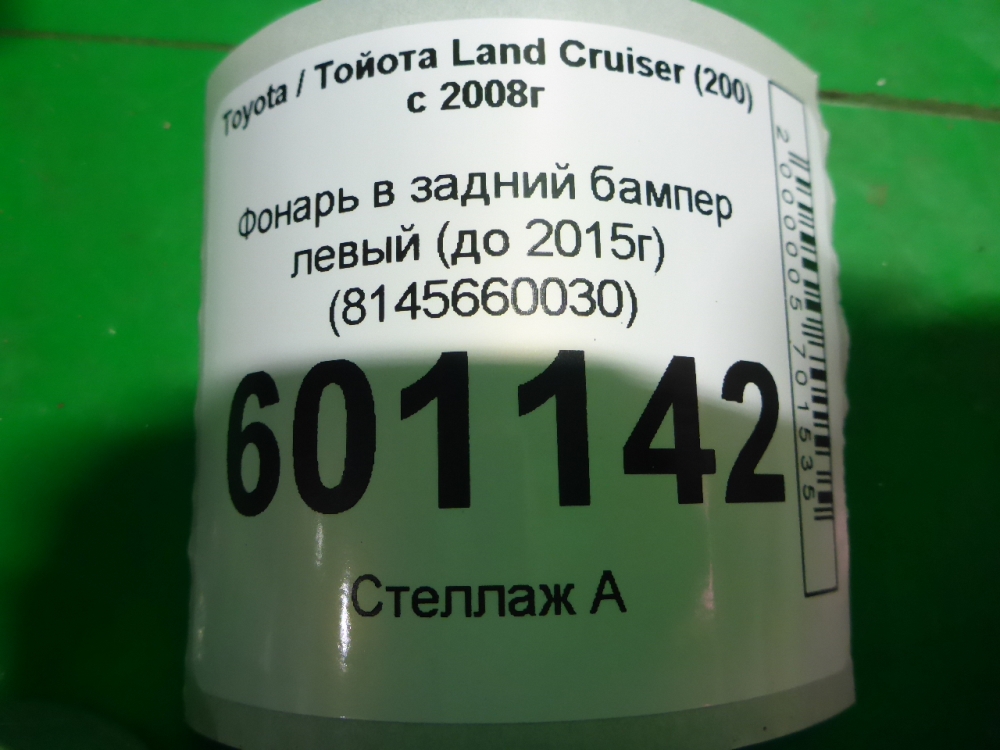 Toyota / Тойота Land Cruiser (200)
с 2008г
Фонарь в задний бампер
левый (до 2015г)
(8145660030)
601142
Стеллаж А
2000005701535